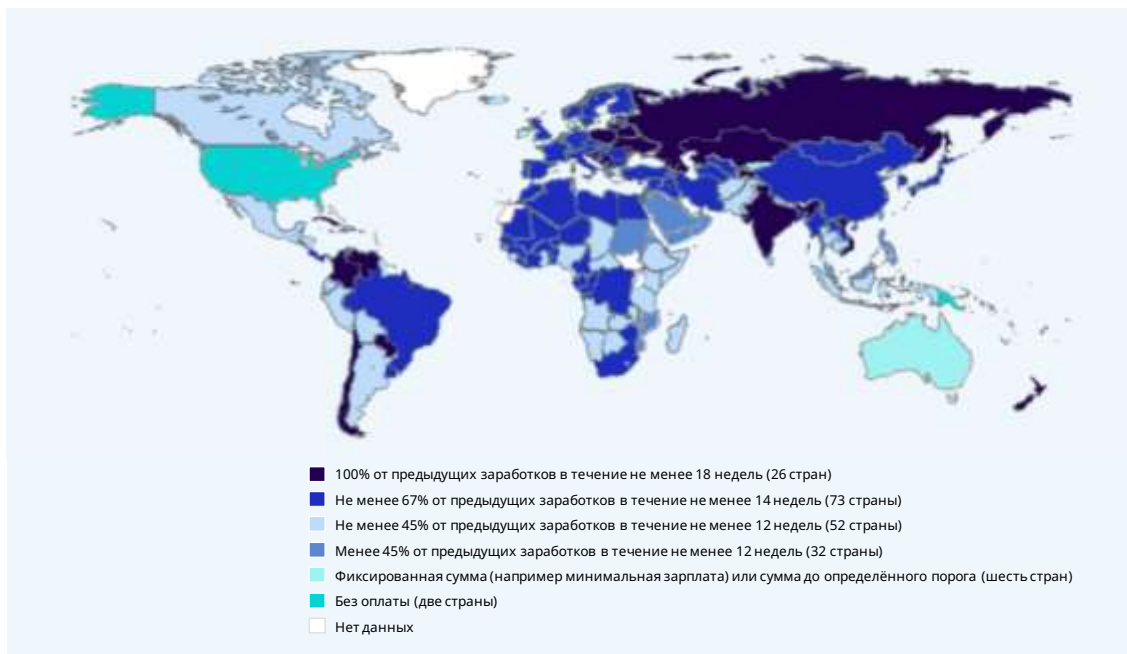 100% от предыдущих заработков в течение не менее 18 недель (26 стран)
Не менее 67% от предыдущих заработков в течение не менее 14 недель (73 страны)
Не менее 45% от предыдущих заработков в течение не менее 12 недель (52 страны)
Менее 45% от предыдущих заработков в течение не менее 12 недель (32 страны)
Фиксированная сумма (например минимальная зарплата) или сумма до определённого порога (шесть стран)
Без оплаты (две страны)
Нет данных